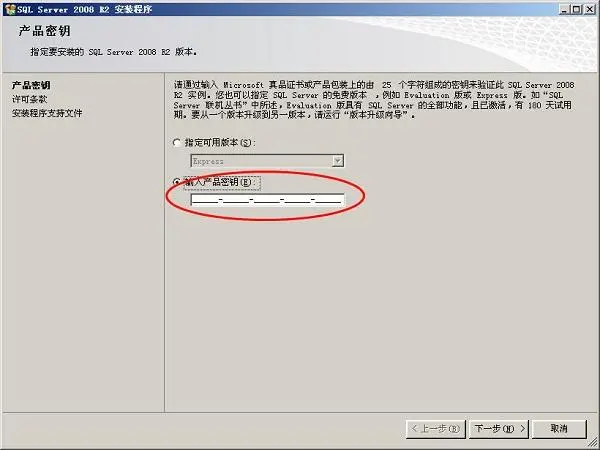 SQL Server 2008 R2 安装程序
产品密钥
指定要安装的 SQL Server 2008 R2 版本。
产品密钥
许可条款
安装程序支持文件
请通过输入 Microsoft 真品证书或产品包装上的由 25 个字符组成的密钥来验证此 SQL Server 2008
R2 实例。您也可以指定 SQL Server 的免费版本 ，例如 Evaluation 版或 Express 版。如“SQL
Server 联机丛书”中所述，Evaluation 版具有 SQL Server 的全部功能，且已激活，有 180 天试用
期。要从一个版本升级到另一版本，请运行“版本升级向导”。
指定可用版本(S):
Express
输入产品密钥(E):
_____-_____-_____-_____-_____
< 上一步(B)
下一步(N) >
取消